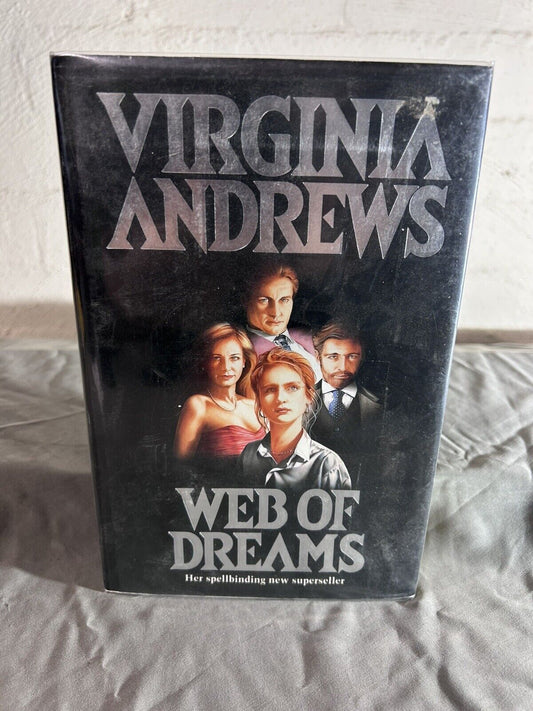 VIRGINIA
ANDREWS
WEB OF
DREAMS
Her spellbinding new superseller